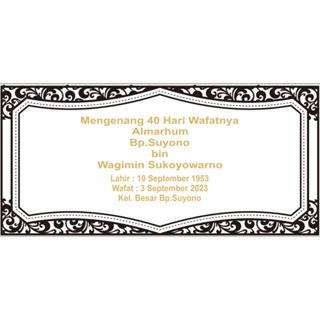 Mengenang 40 Hari Wafatnya
Almarhum
Bp.Suyono
bin
Wagimin Sukoyowarno
Lahir : 10 September 1953
Wafat : 3 September 2023
Kel. Besar Bp.Suyono